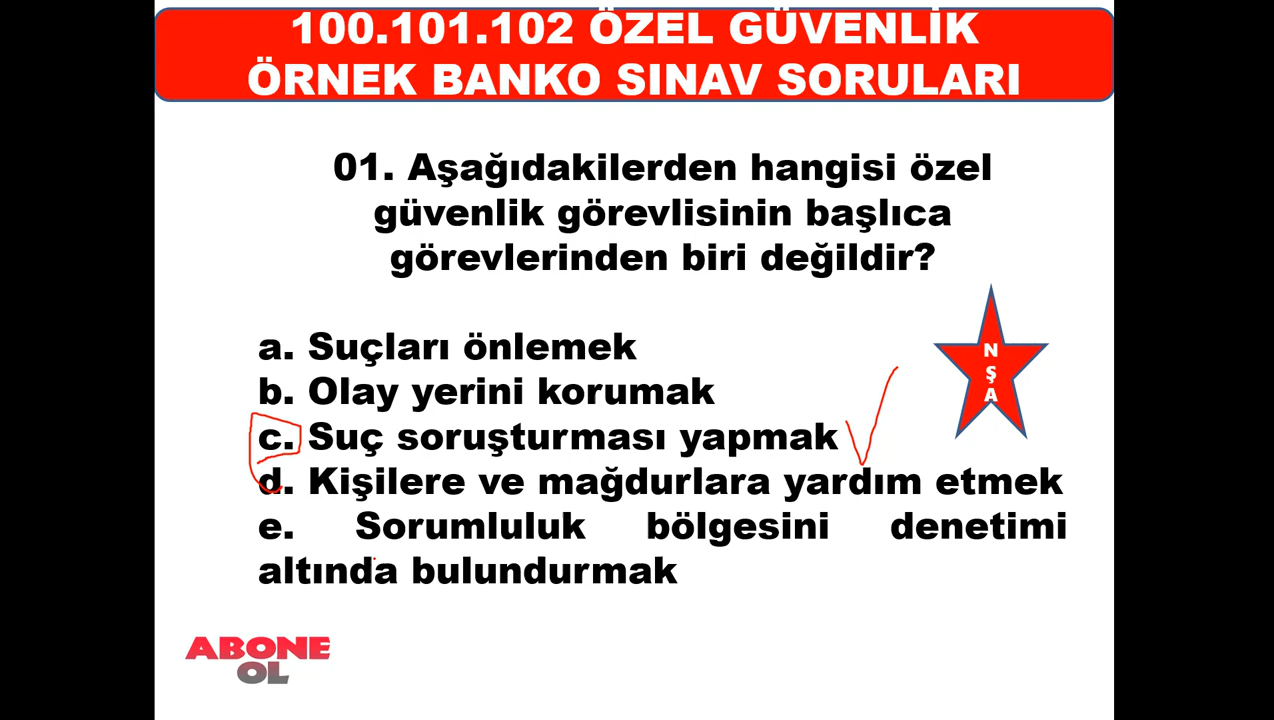 100.101.102 ÖZEL GÜVENLİK
ÖRNEK BANKO SINAV SORULARI
01. Aşağıdakilerden hangisi özel
güvenlik görevlisinin başlıca
görevlerinden biri değildir?
a. Suçları önlemek
b. Olay yerini korumak
c. Suç soruşturması yapmak
d. Kişilere ve mağdurlara yardım etmek
e. Sorumluluk bölgesini denetimi
altında bulundurmak
N
Ş
A
ABONE
OL